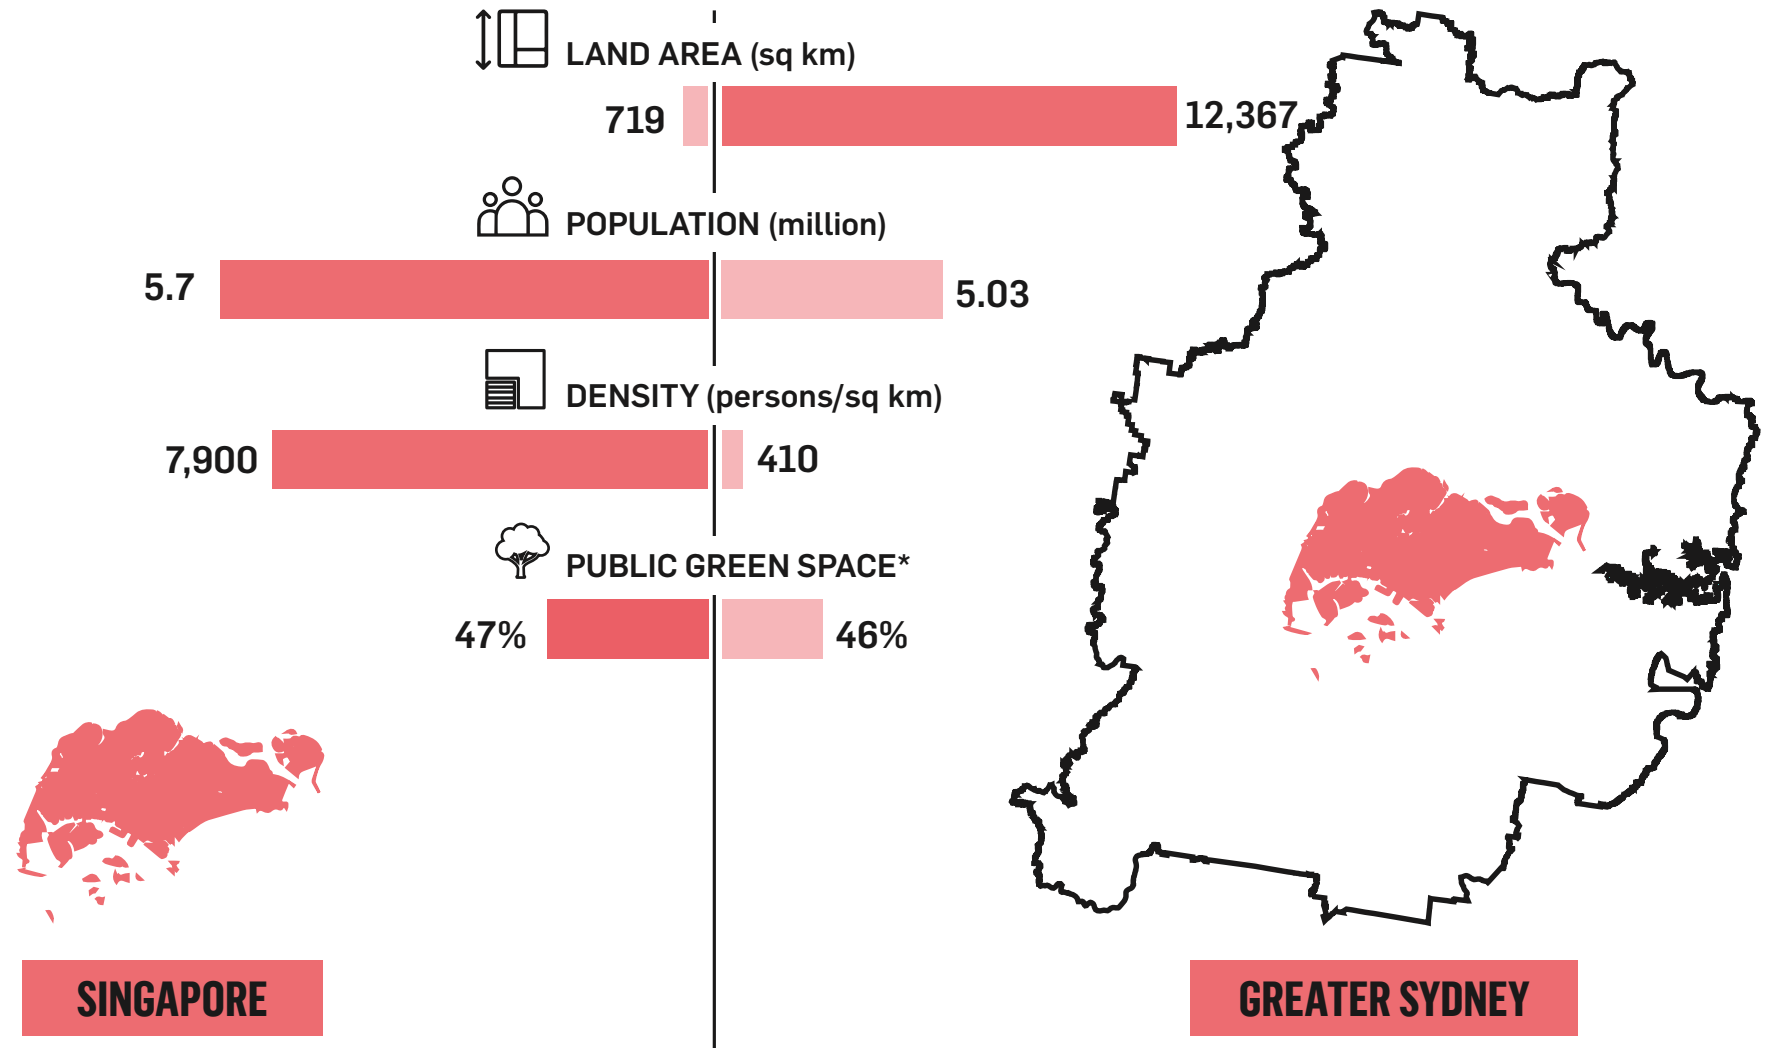 LAND AREA (sq km)
719
12,367
POPULATION (million)
5.7
5.03
DENSITY (persons/sq km)
7,900
410
PUBLIC GREEN SPACE*
47%
46%
SINGAPORE
GREATER SYDNEY